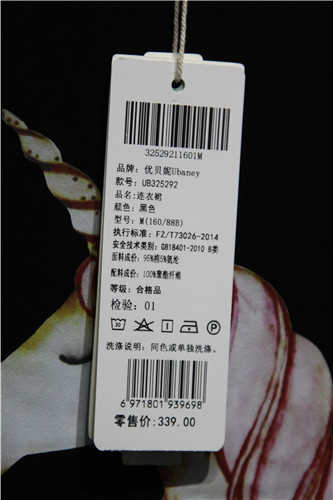 32529211601M
品牌:优贝妮Ubaney
款号:UB325292
品名:连衣裙
颜色:黑色
型号:M(160/88B)
执行标准:FZ/T73026-2014
安全技术类别:GB18401-2010 B类
面料成份:95%棉5%氨纶
配料成份:100%聚酯纤维
等级:合格品
检验:01
30 P
洗涤说明:同色或单独洗涤。
6 971801 939698
零售价:339.00